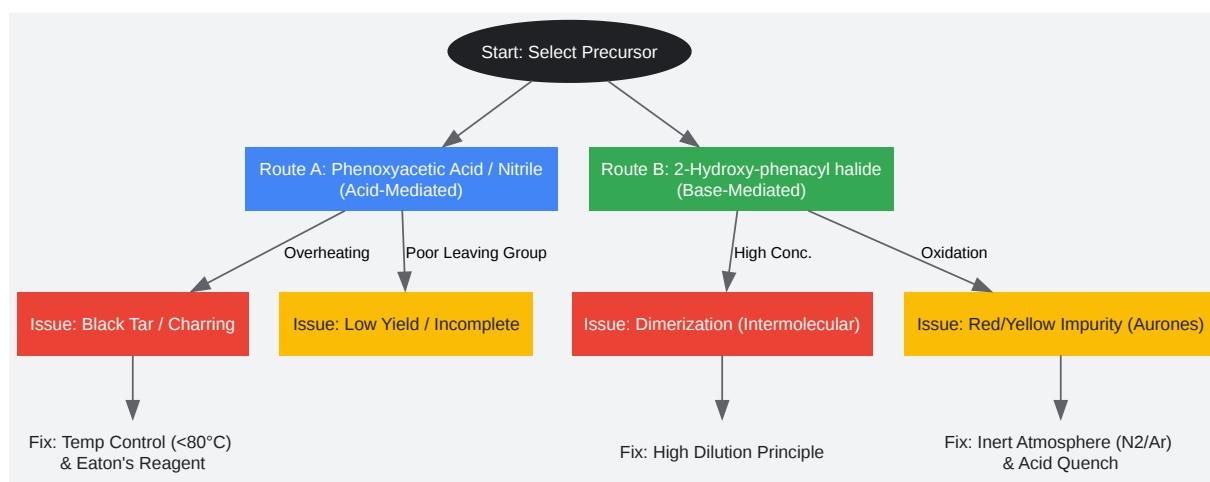 Start: Select Precursor
Route A: Phenoxyacetic Acid / Nitrile
(Acid-Mediated)
Route B: 2-Hydroxy-phenacyl halide
(Base-Mediated)
Overheating
Poor Leaving Group
High Conc.
Oxidation
Issue: Black Tar / Charring
Issue: Low Yield / Incomplete
Issue: Dimerization (Intermolecular)
Issue: Red/Yellow Impurity (Aurones)
Fix: Temp Control (<80°C)
& Eaton's Reagent
Fix: High Dilution Principle
Fix: Inert Atmosphere (N2/Ar)
& Acid Quench